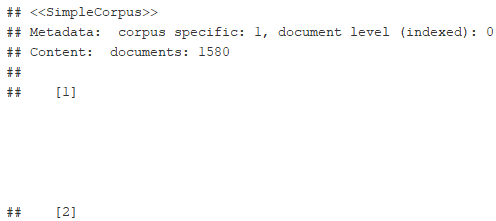 ## <<SimpleCorpus>>
## Metadata:  corpus specific: 1, document level (indexed): 0
## Content:  documents: 1580
##
##    [1]
##    [2]